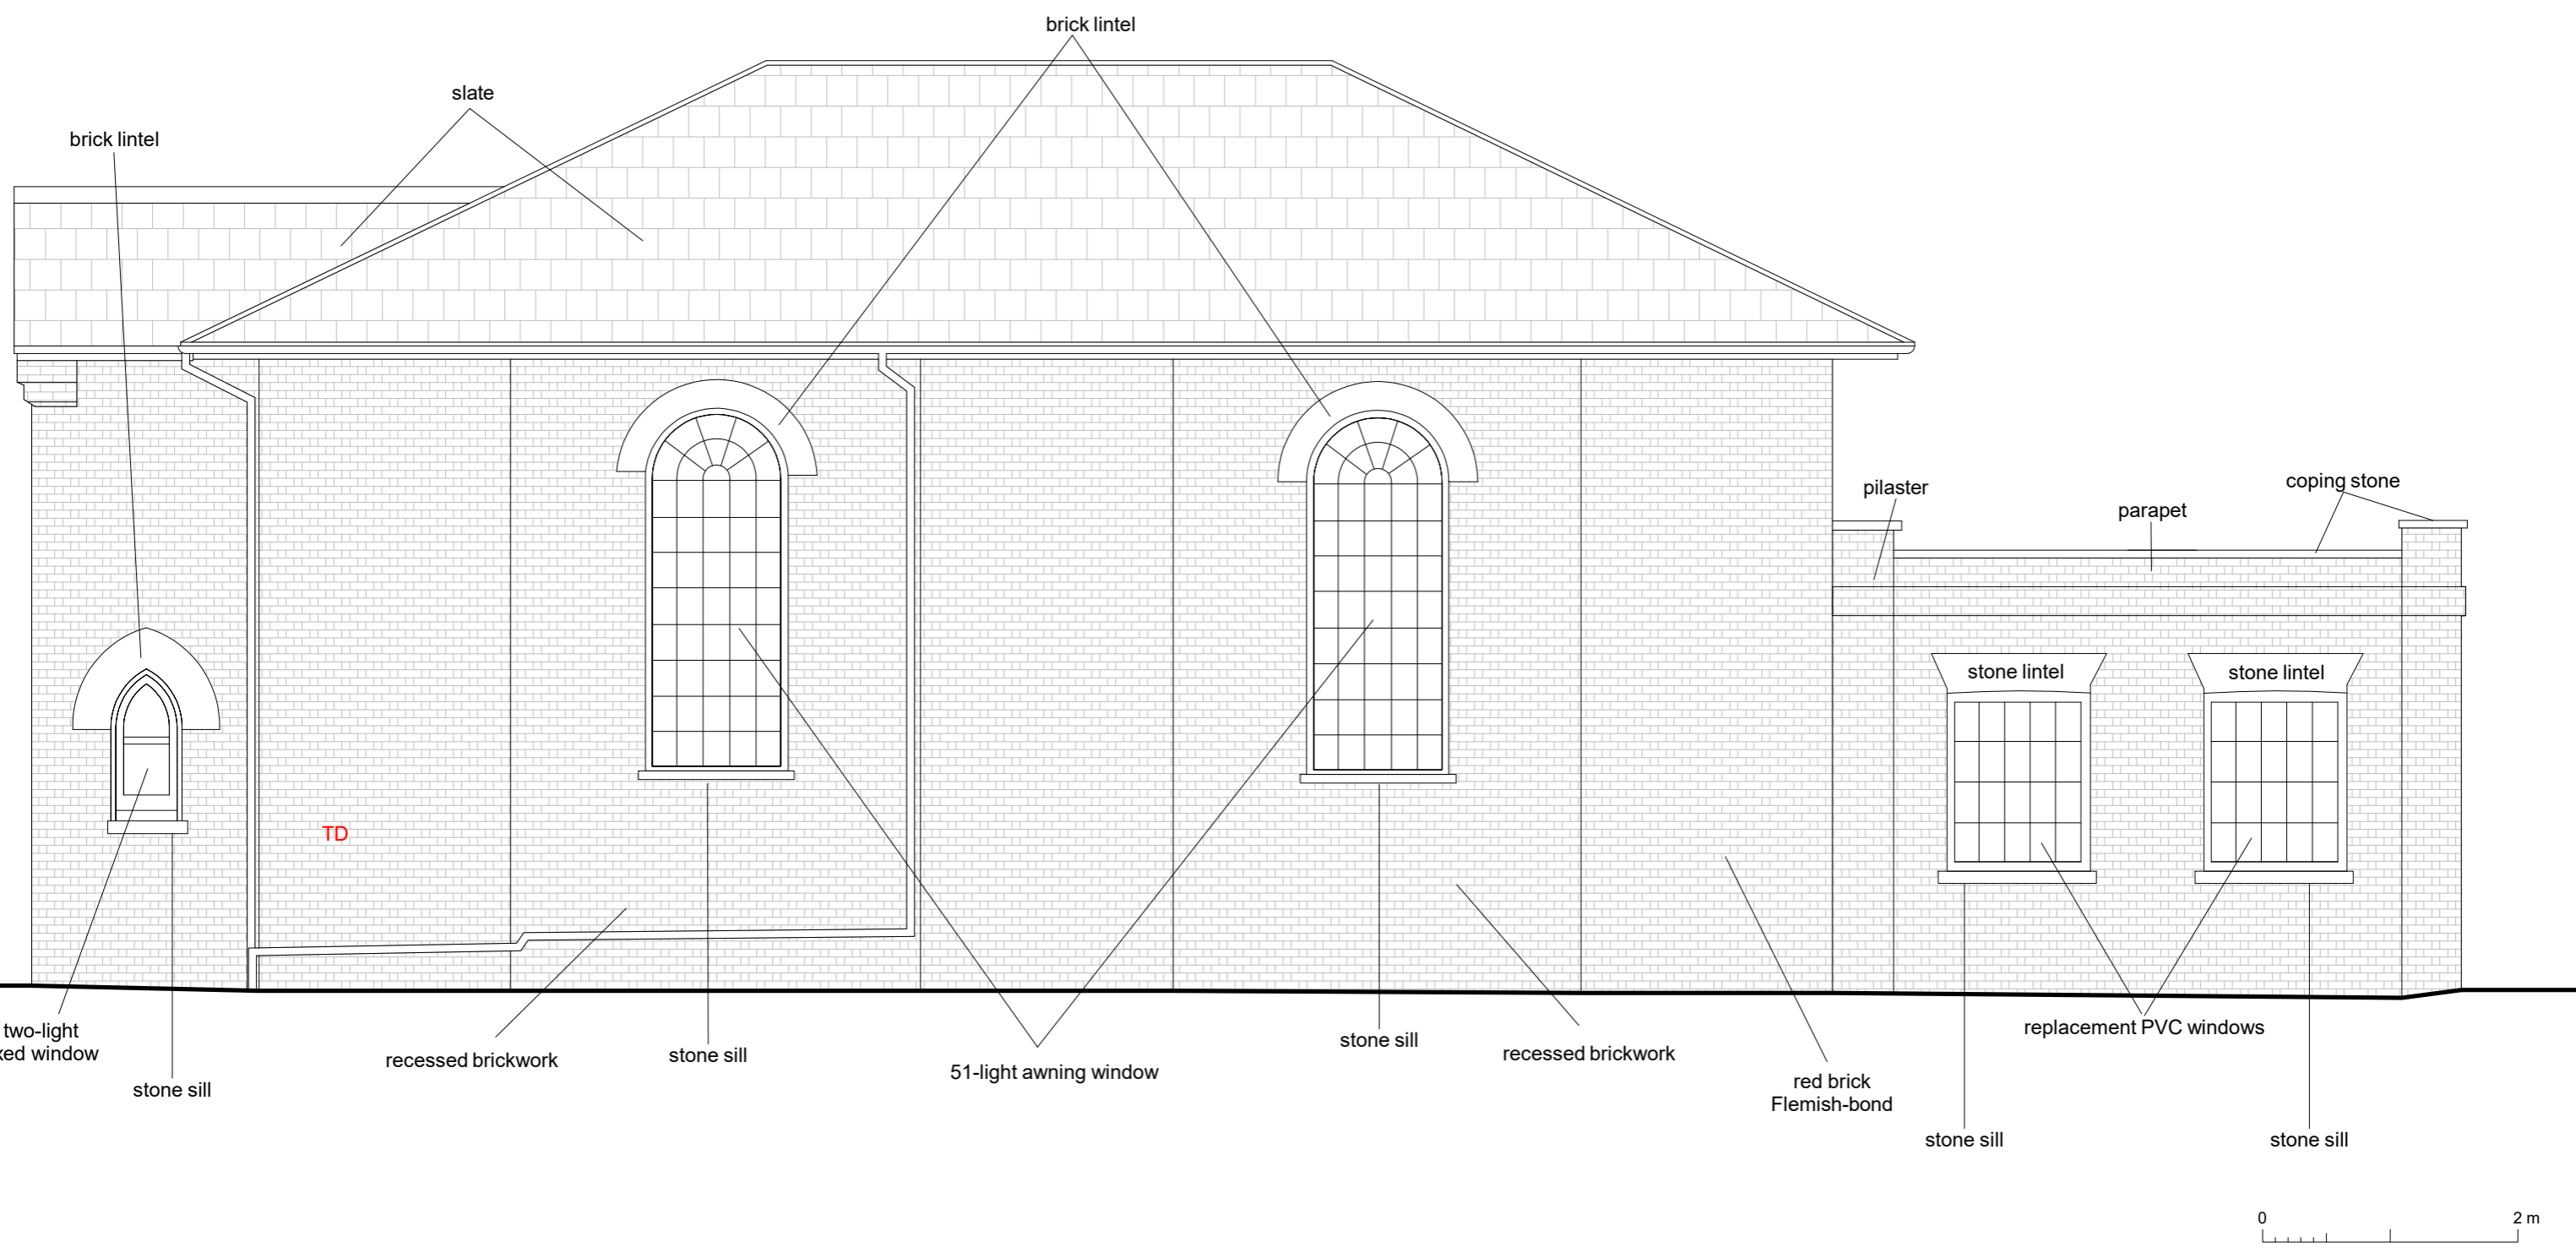 brick lintel
slate
brick lintel
coping stone
pilaster
parapet
stone lintel
stone lintel
TD
two-light
window
replacement PVC windows
stone sill
recessed brickwork
stone sill
recessed brickwork
51-light awning window
red brick
Flemish-bond
stone sill
stone sill
stone sill
0 2 m